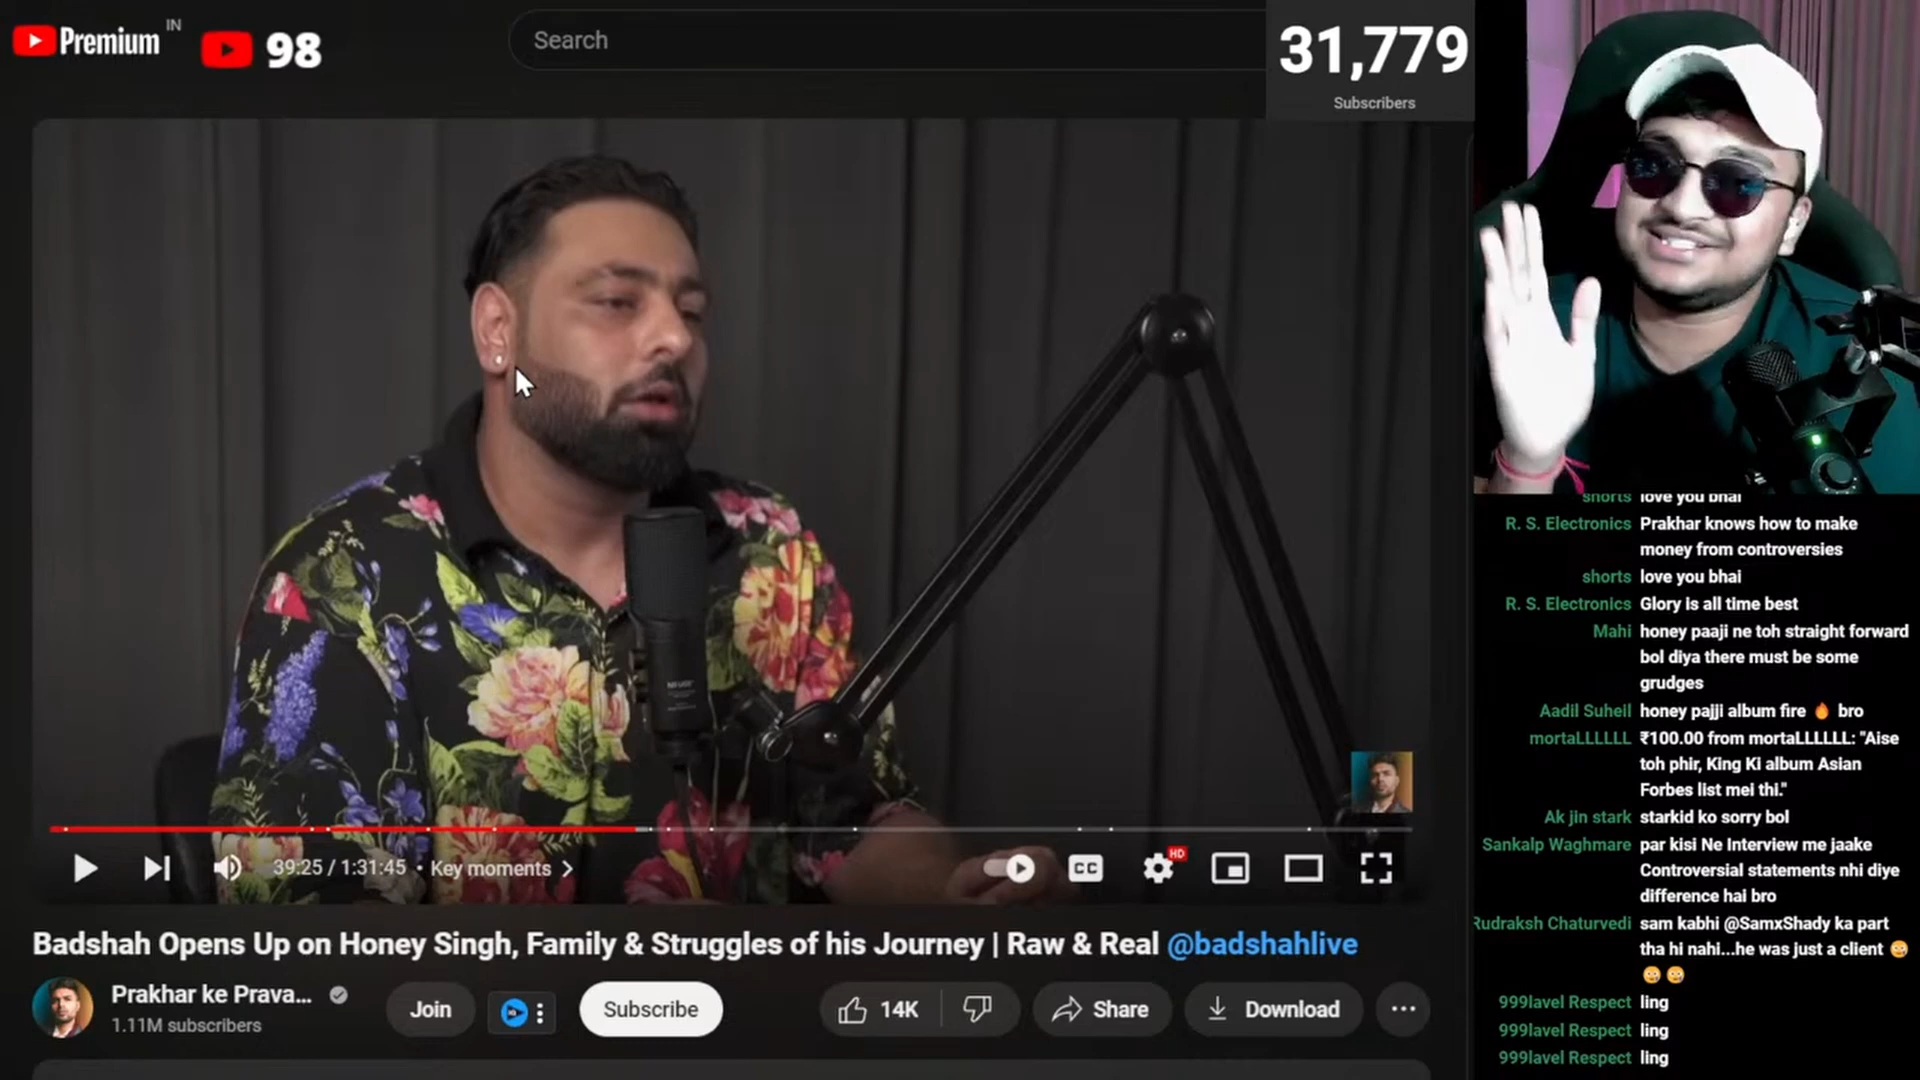 Premium IN
98
Search
31,779
Subscribers
39:25 / 1:31:45 • Key moments
CC
HD
Badshah Opens Up on Honey Singh, Family & Struggles of his Journey | Raw & Real @badshahlive
Prakhar ke Prava...
1.11M subscribers
Join
Subscribe
14K
Share
Download
shorts love you bhai
R. S. Electronics Prakhar knows how to make
money from controversies
shorts love you bhai
R. S. Electronics Glory is all time best
Mahi honey paaji ne toh straight forward
bol diya there must be some
grudges
Aadil Suheil honey pajji album fire 🔥 bro
mortaLLLLLL ₹100.00 from mortaLLLLLL: "Aise
toh phir, King Ki album Asian
Forbes list mei thi."
Ak jin stark starkid ko sorry bol
Sankalp Waghmare par kisi Ne Interview me jaake
Controversial statements nhi diye
difference hai bro
Rudraksh Chaturvedi sam kabhi @SamxShady ka part
tha hi nahi...he was just a client 😳
😳 😳
999lavel Respect ling
999lavel Respect ling
999lavel Respect ling